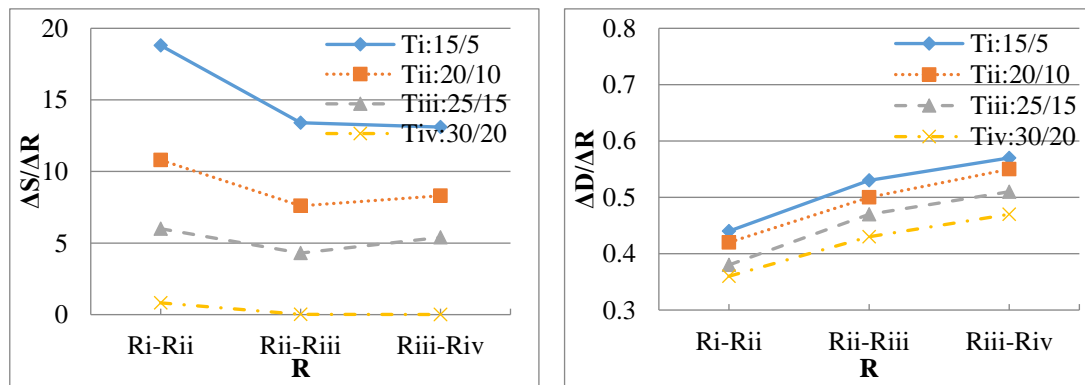 ΔS/ΔR
20
15
10
5
0
Ti:15/5
Tii:20/10
Tiii:25/15
Tiv:30/20
Ri-Rii
Rii-Riii
Riii-Riv
R
ΔD/ΔR
0.8
0.7
0.6
0.5
0.4
0.3
Ti:15/5
Tii:20/10
Tiii:25/15
Tiv:30/20
Ri-Rii
Rii-Riii
Riii-Riv
R